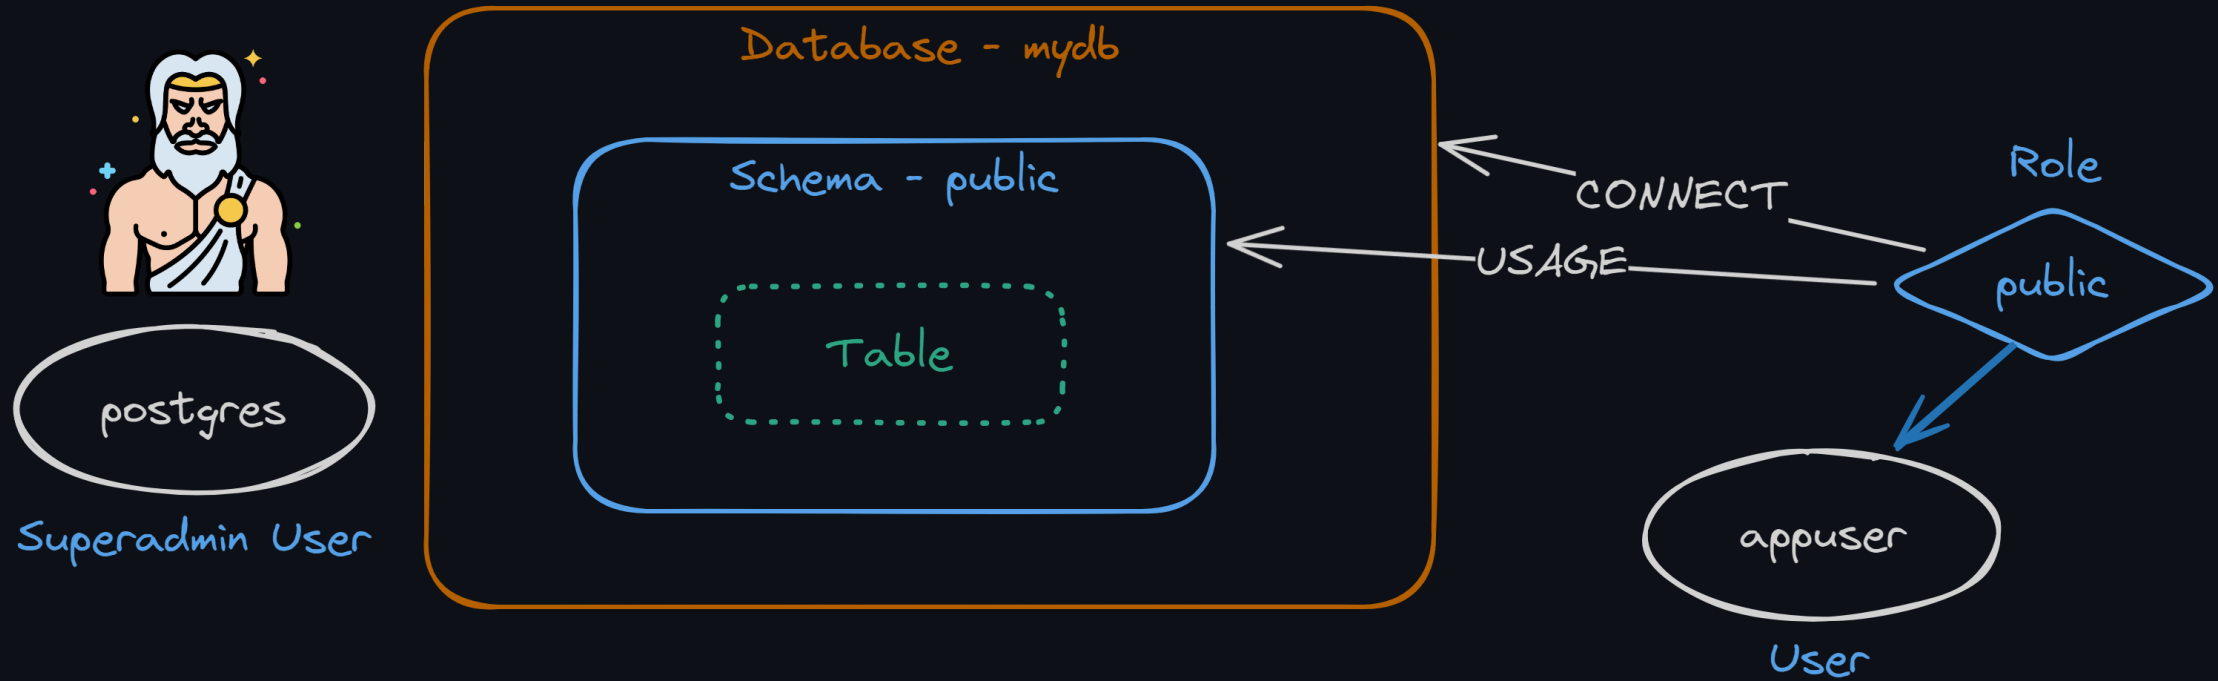 Database - mydb
Schema - public
Table
CONNECT
USAGE
Role
public
postgres
Superadmin User
appuser
User